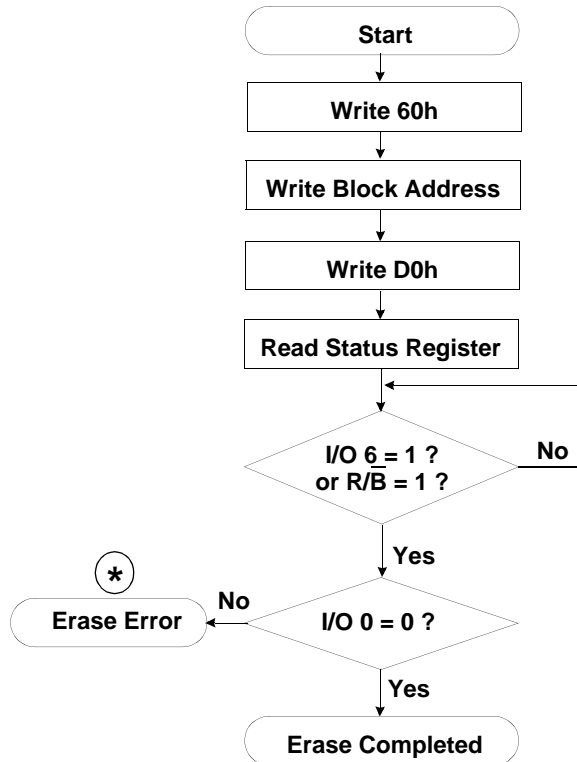 Start
Write 60h
Write Block Address
Write D0h
Read Status Register
I/O 6 = 1 ?
or R/B̅ = 1 ?
No
Yes
*
No
Erase Error
I/O 0 = 0 ?
Yes
Erase Completed